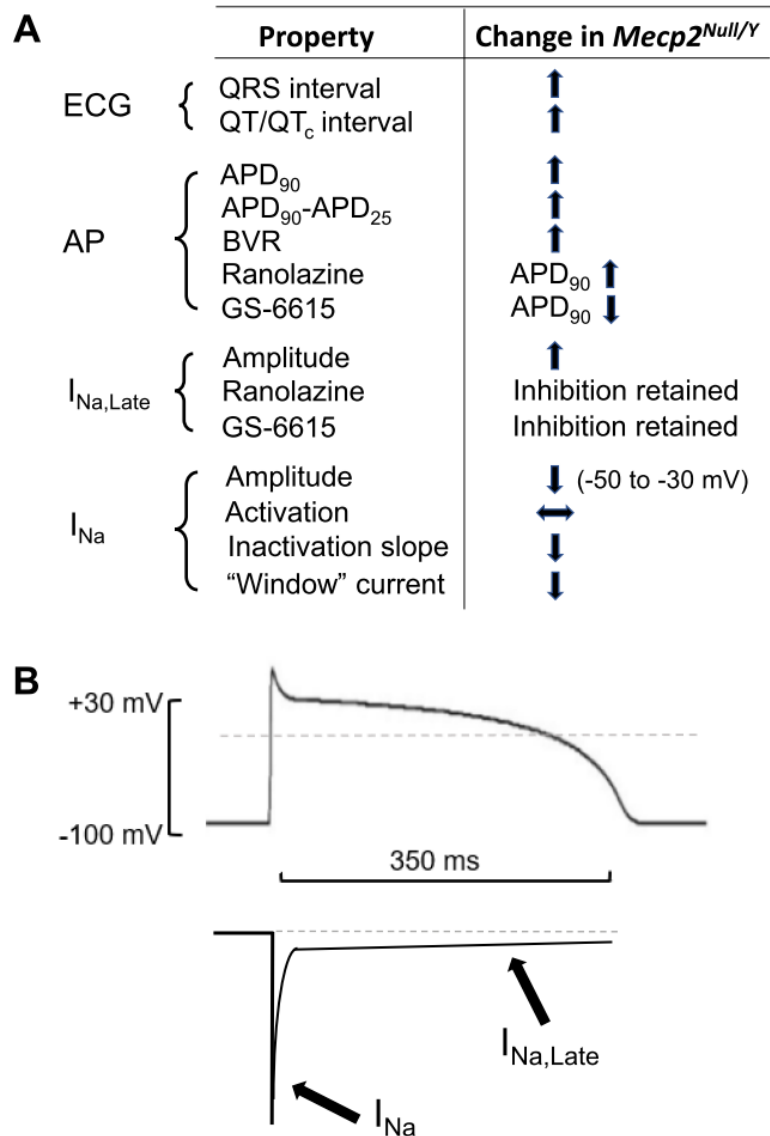 A
Property Change in Mecp2^Null/Y
ECG
QRS interval
QT/QTc interval
AP
APD90
APD90-APD25
BVR
Ranolazine APD90
GS-6615 APD90
INa,Late
Amplitude
Ranolazine Inhibition retained
GS-6615 Inhibition retained
INa
Amplitude (-50 to -30 mV)
Activation
Inactivation slope
“Window” current
B
+30 mV
-100 mV
350 ms
INa,Late
INa